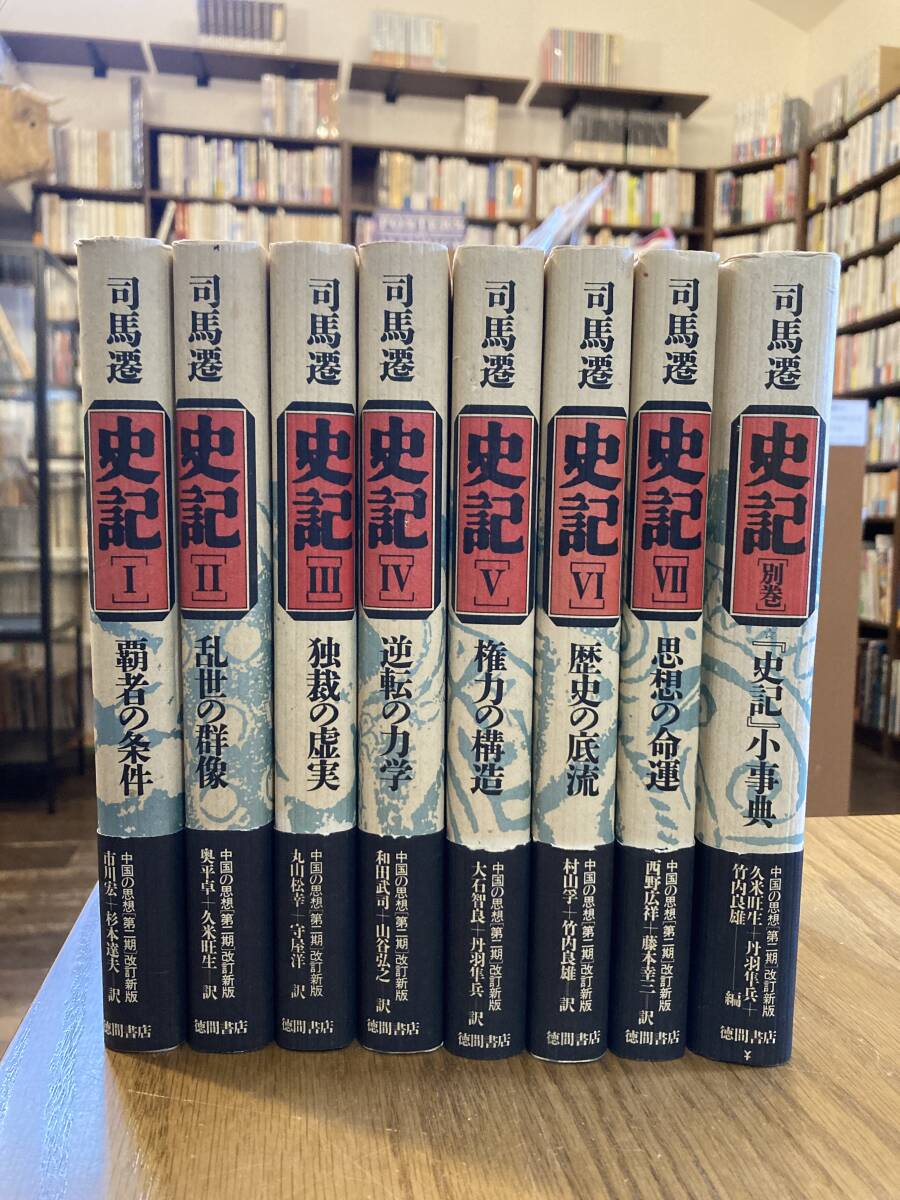 POSTERS
司馬遷
史記
[I]
覇者の条件
中国の思想[第二期]改訂新版
市川宏+杉本達夫 訳
徳間書店
司馬遷
史記
[II]
乱世の群像
中国の思想[第二期]改訂新版
奥平卓+久米旺生 訳
徳間書店
司馬遷
史記
[III]
独裁の虚実
中国の思想[第二期]改訂新版
丸山松幸+守屋洋 訳
徳間書店
司馬遷
史記
[IV]
逆転の力学
中国の思想[第二期]改訂新版
和田武司+山谷弘之 訳
徳間書店
司馬遷
史記
[V]
権力の構造
中国の思想[第二期]改訂新版
大石智良+丹羽隼兵 訳
徳間書店
司馬遷
史記
[VI]
歴史の底流
中国の思想[第二期]改訂新版
村山孚+竹内良雄 訳
徳間書店
司馬遷
史記
[VII]
思想の命運
中国の思想[第二期]改訂新版
西野広祥+藤本幸三 訳
徳間書店
司馬遷
史記
[別巻]
『史記』小事典
中国の思想[第二期]改訂新版
久米旺生+丹羽隼兵+
竹内良雄 編
徳間書店